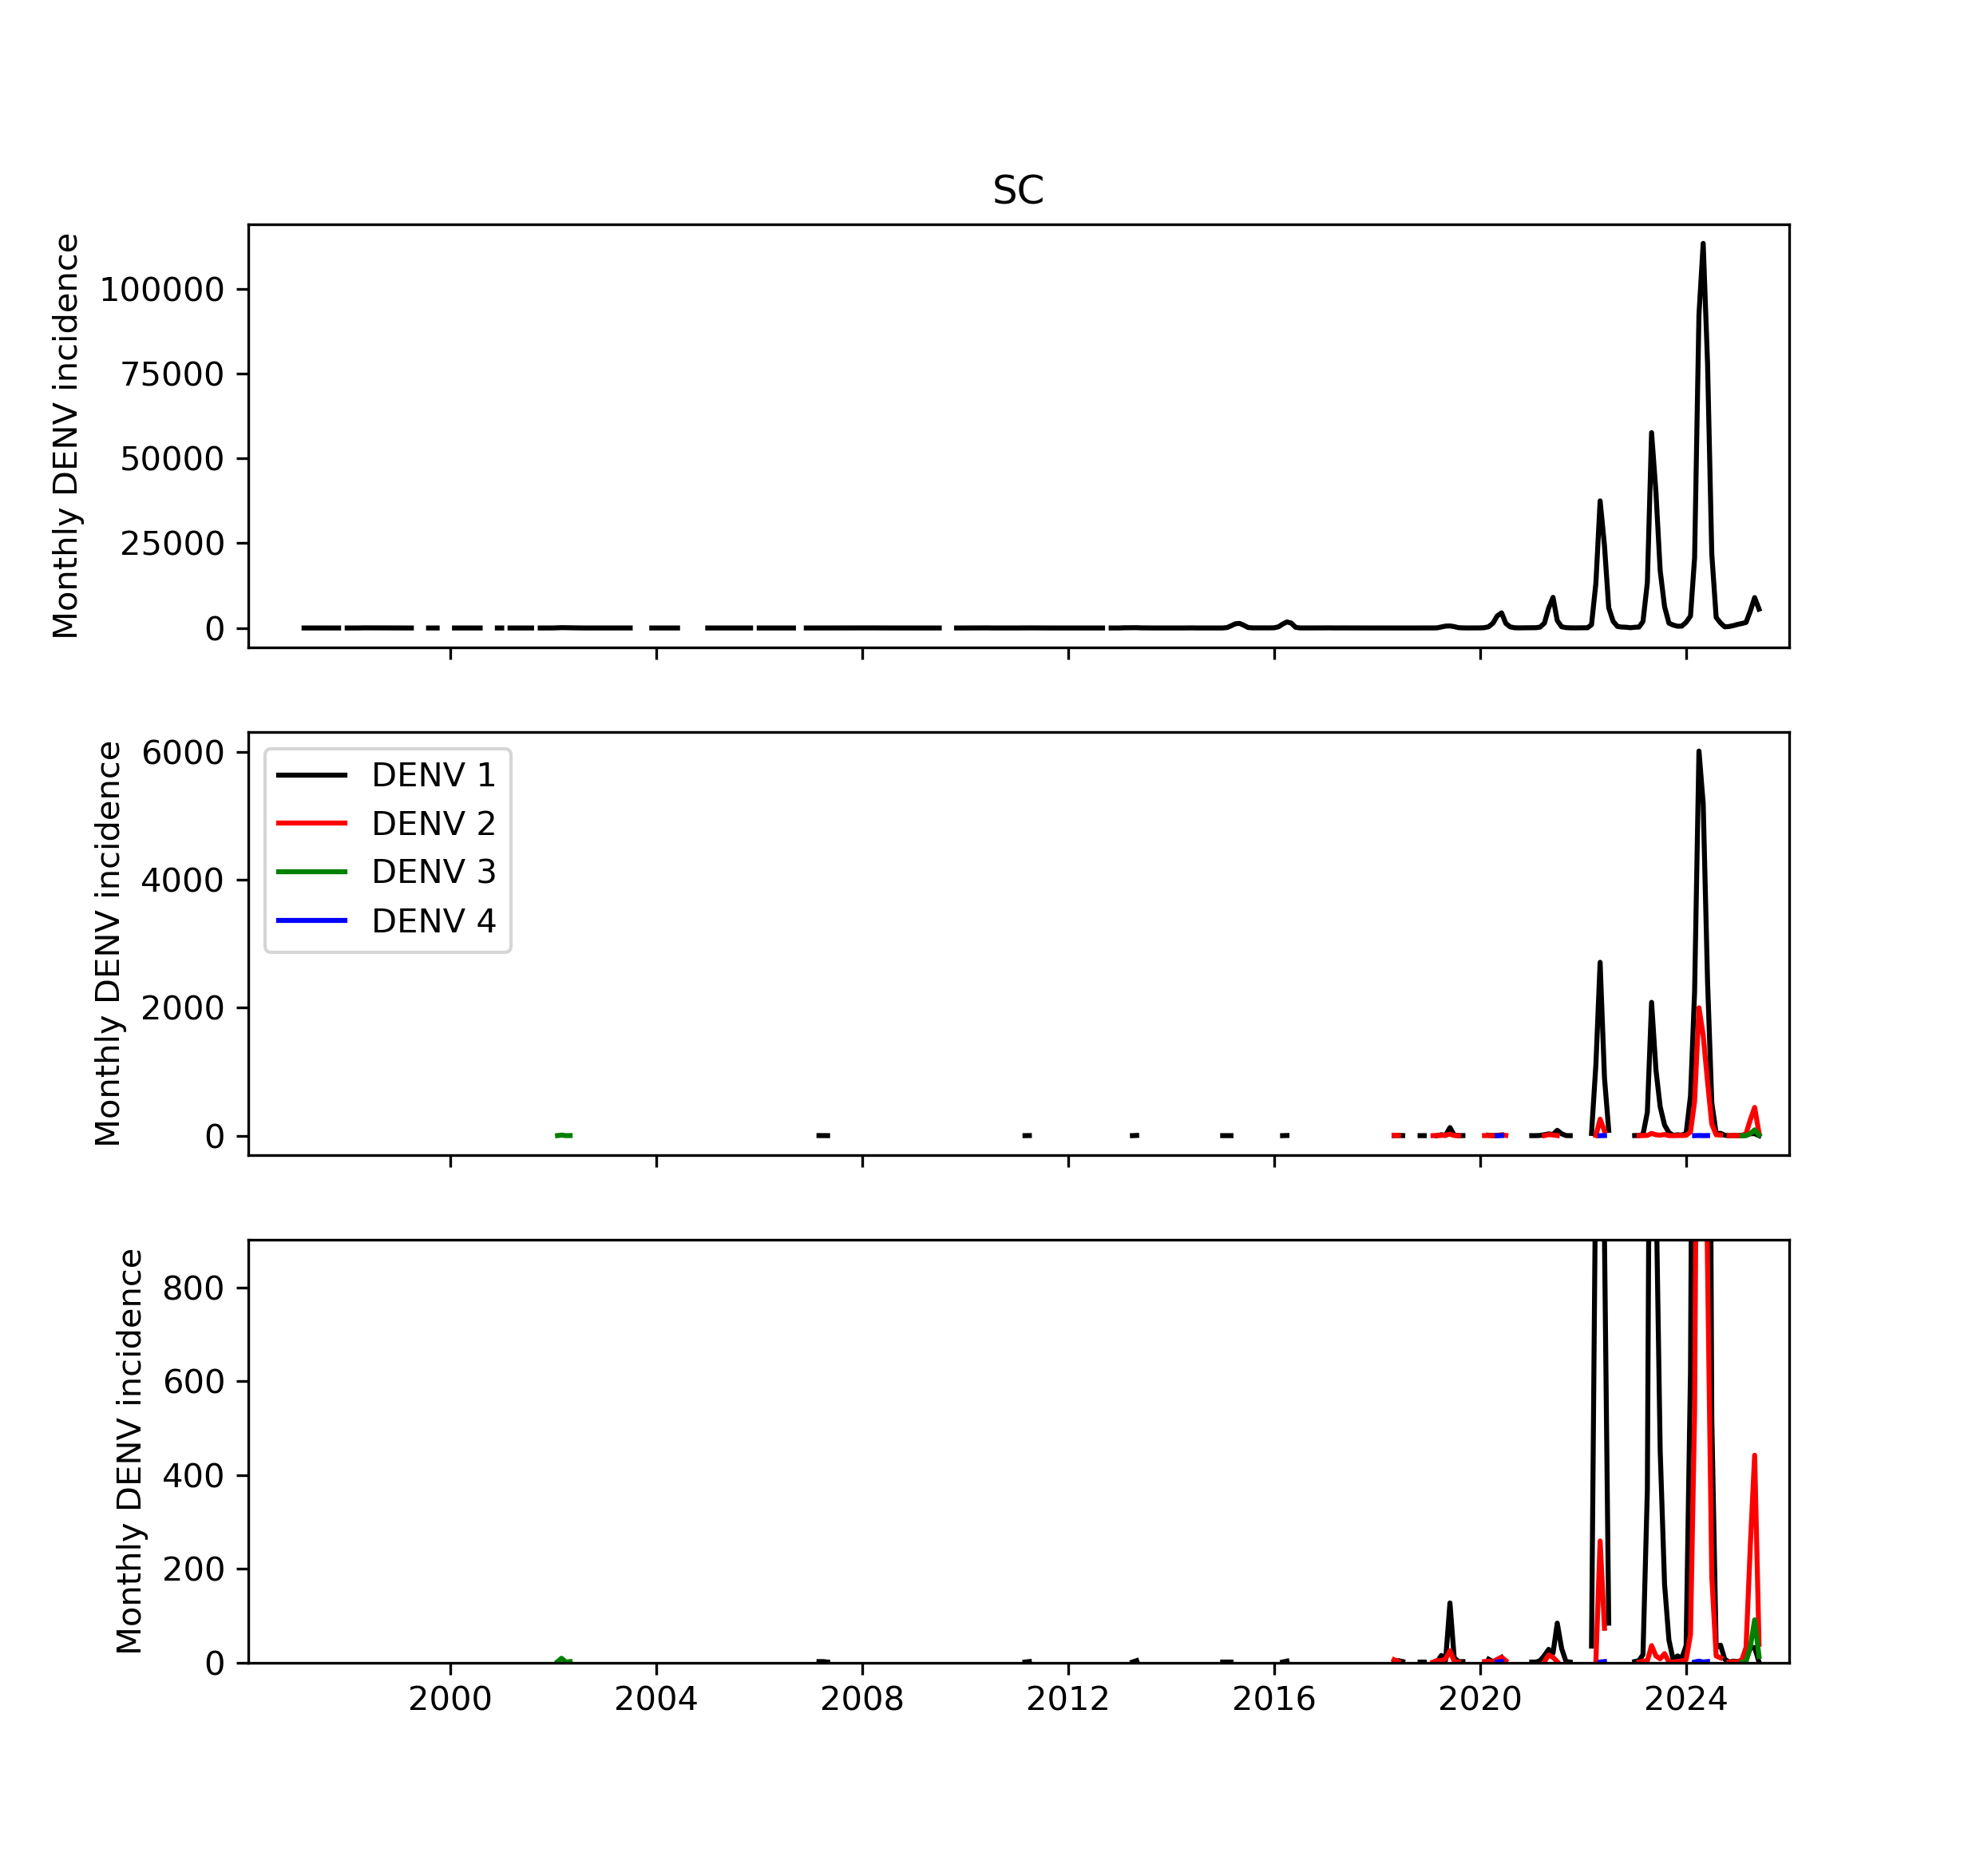 SC
Monthly DENV incidence
100000
75000
50000
25000
0
Monthly DENV incidence
6000
4000
2000
0
DENV 1
DENV 2
DENV 3
DENV 4
Monthly DENV incidence
800
600
400
200
0
2000 2004 2008 2012 2016 2020 2024